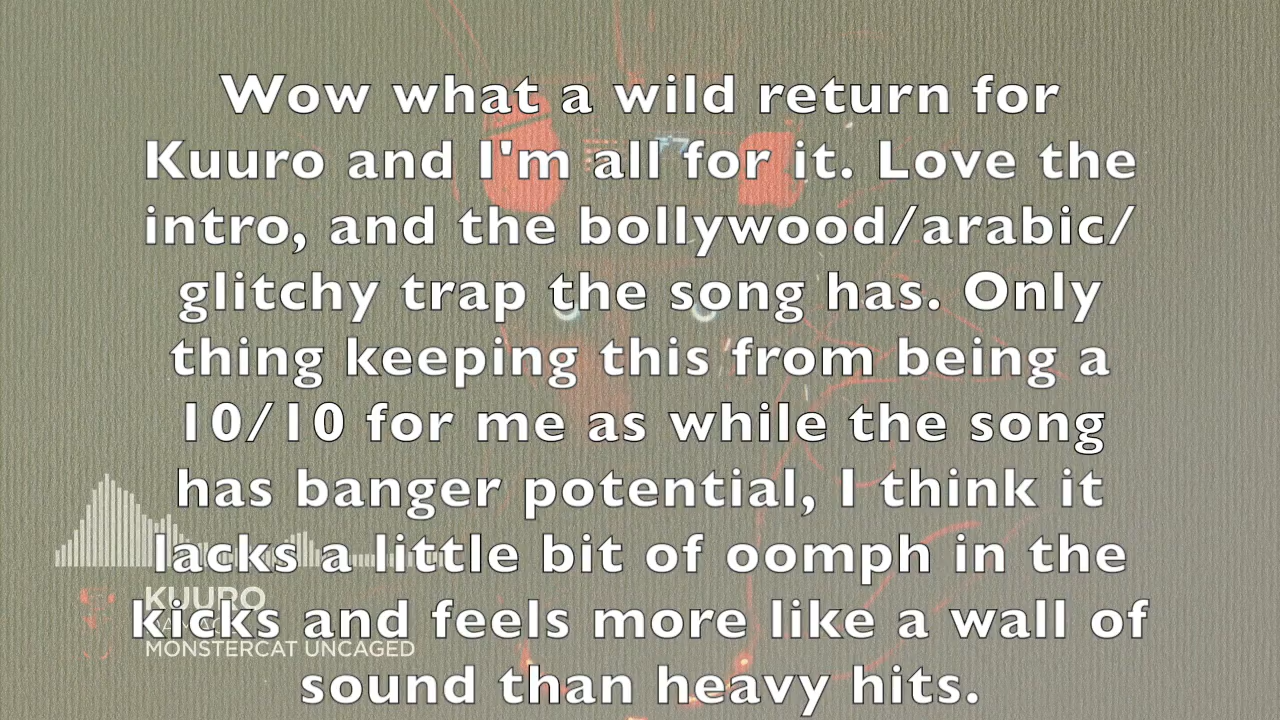 Wow what a wild return for
Kuuro and I'm all for it. Love the
intro, and the bollywood/arabic/
glitchy trap the song has. Only
thing keeping this from being a
10/10 for me as while the song
has banger potential, I think it
lacks a little bit of oomph in the
KUURO
kicks and feels more like a wall of
MONSTERCAT UNCAGED
sound than heavy hits.